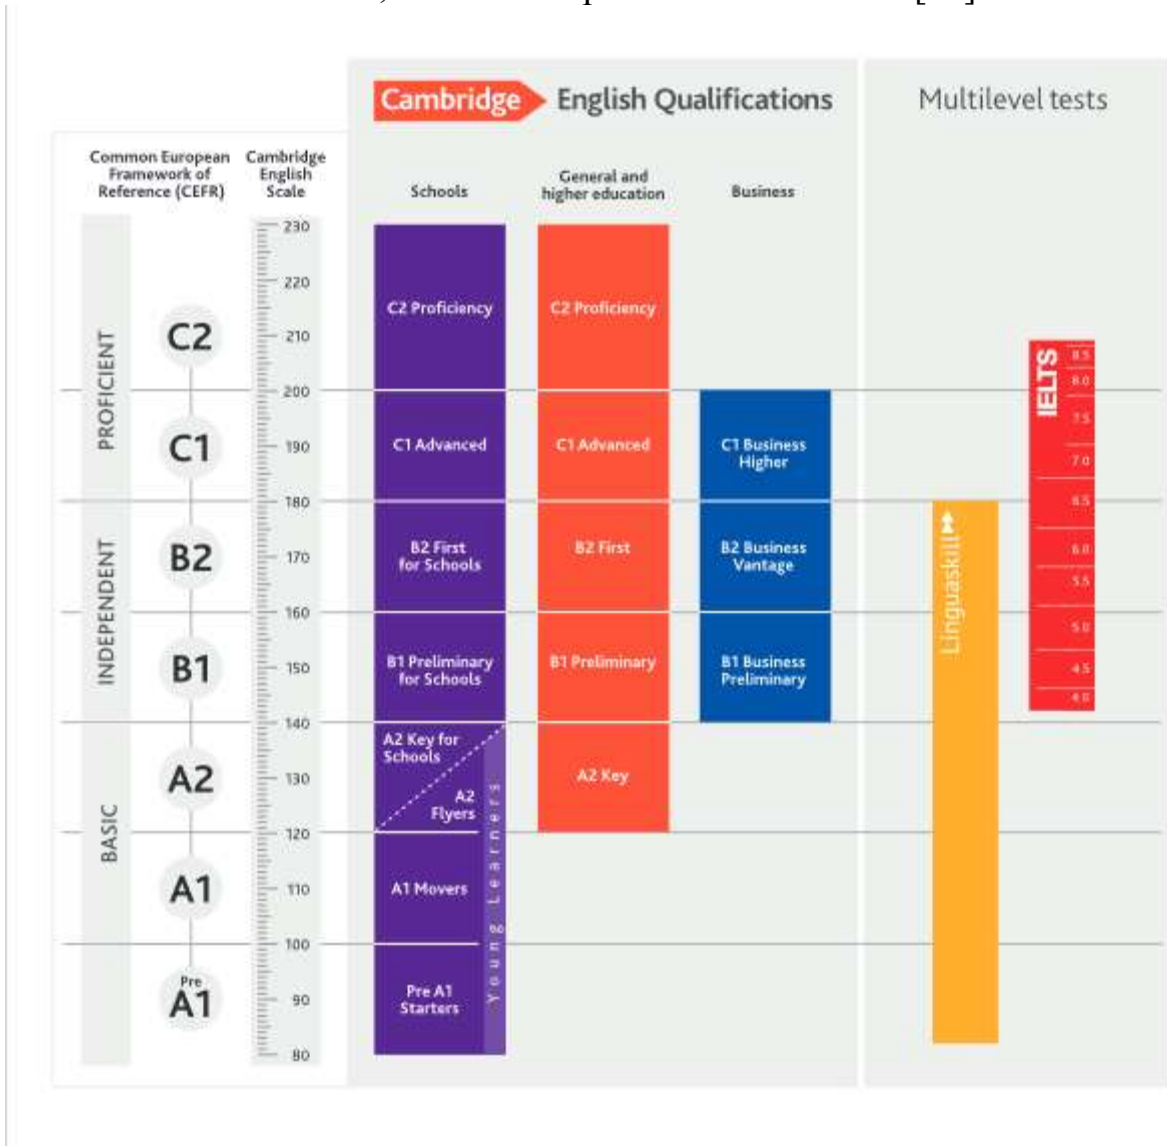 Cambridge English Qualifications
Multilevel tests
Common European
Framework of
Reference (CEFR)
Cambridge
English
Scale
Schools
General and
higher education
Business
PROFICIENT
INDEPENDENT
BASIC
C2
C1
B2
B1
A2
A1
Pre
A1
230
220
210
200
190
180
170
160
150
140
130
120
110
100
90
80
C2 Proficiency
C1 Advanced
B2 First
for Schools
B1 Preliminary
for Schools
A2 Key for
Schools
A2
Flyers
A1 Movers
Pre A1
Starters
Young Learners
C2 Proficiency
C1 Advanced
B2 First
B1 Preliminary
A2 Key
C1 Business
Higher
B2 Business
Vantage
B1 Business
Preliminary
Linguaskill
IELTS
8.5
8.0
7.5
7.0
6.5
6.0
5.5
5.0
4.5
4.0